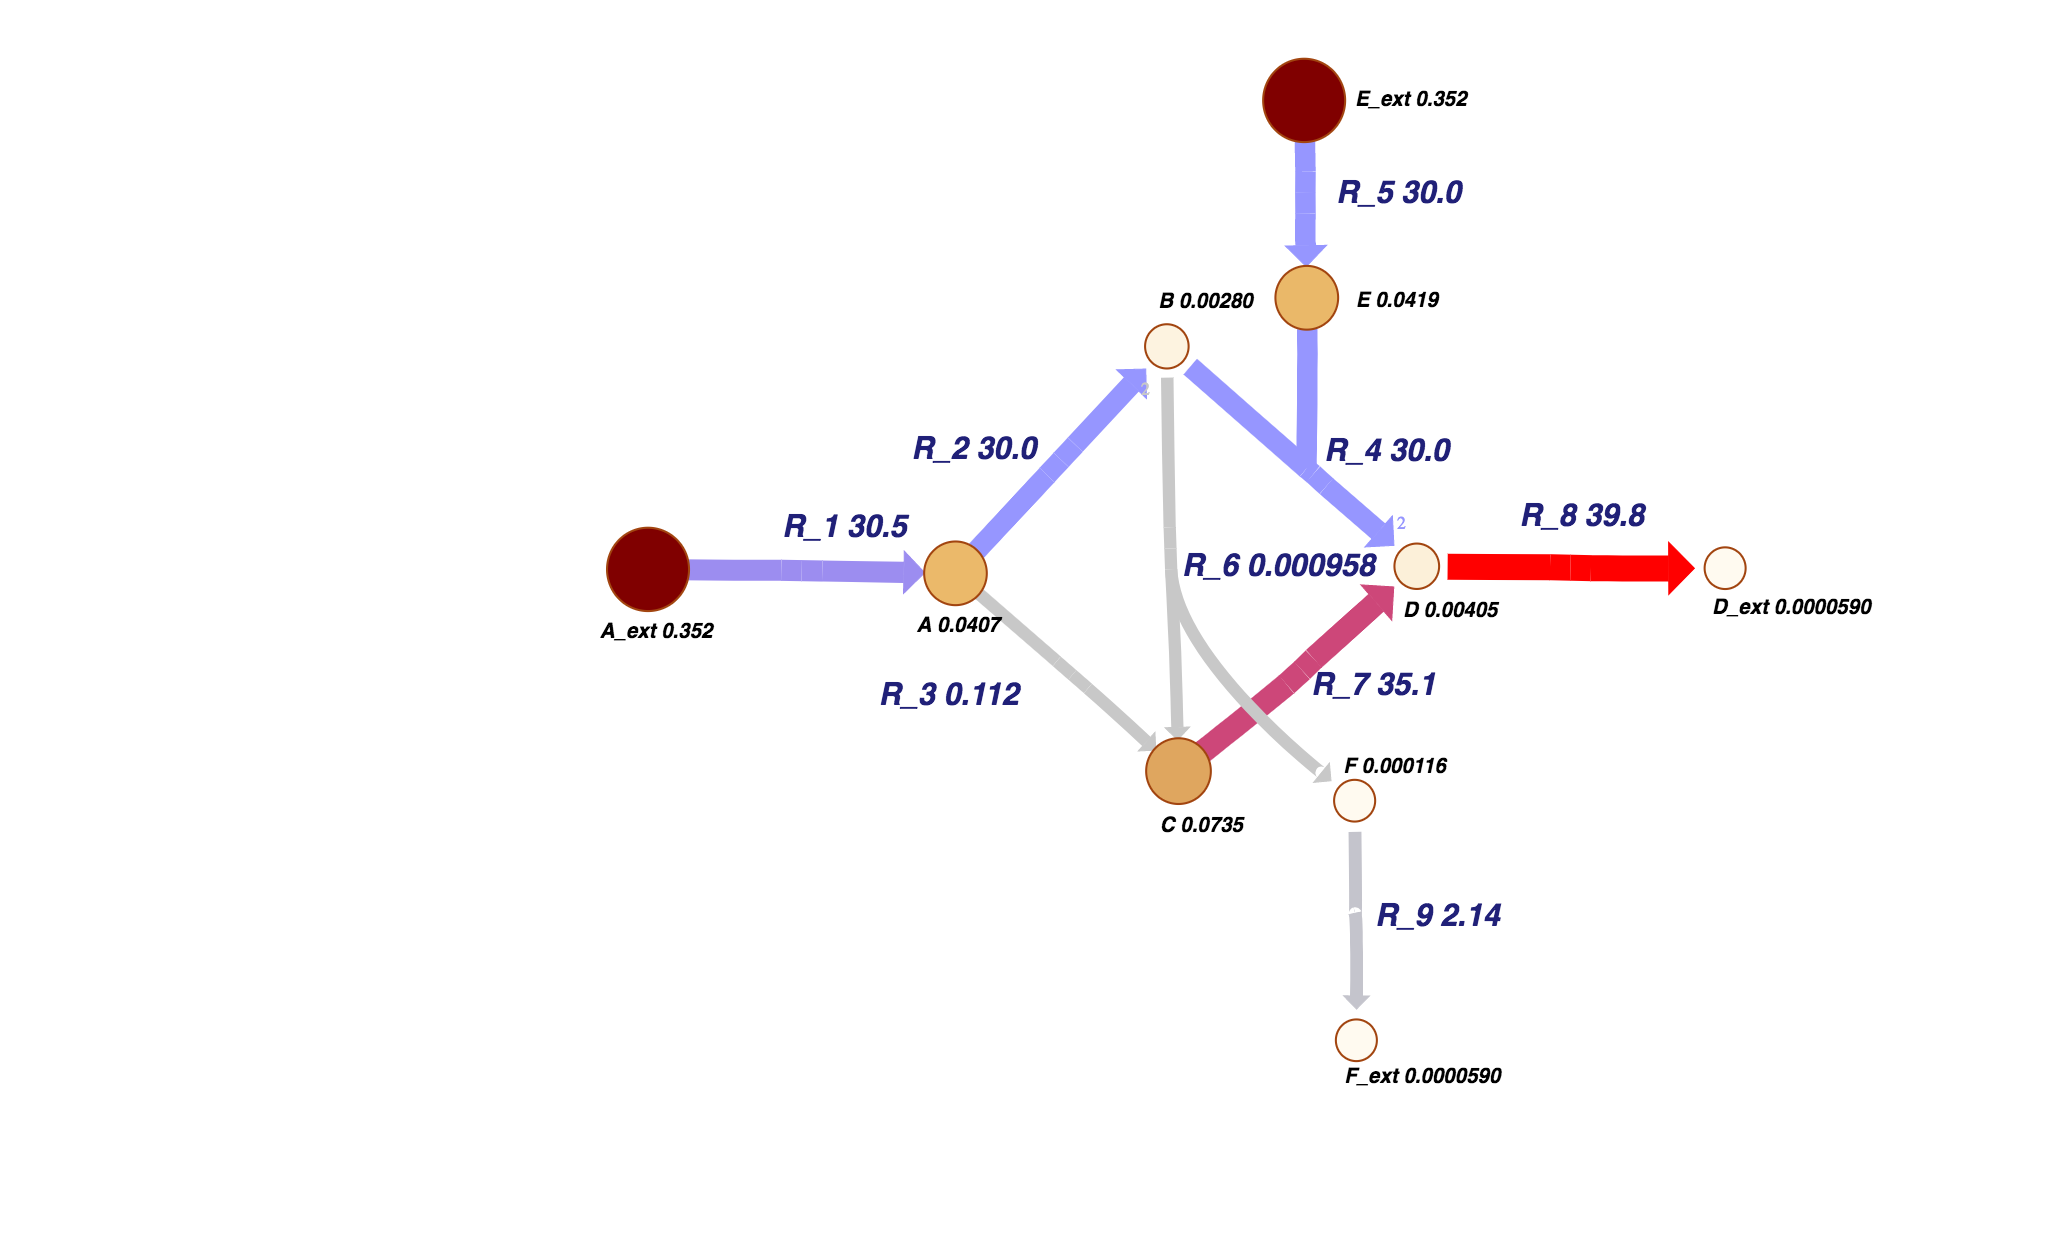 E_ext 0.352
R_5 30.0
B 0.00280
E 0.0419
2
R_2 30.0
R_4 30.0
R_1 30.5
2
R_8 39.8
R_6 0.000958
A_ext 0.352
A 0.0407
D 0.00405
D_ext 0.0000590
R_3 0.112
R_7 35.1
F 0.000116
C 0.0735
R_9 2.14
F_ext 0.0000590